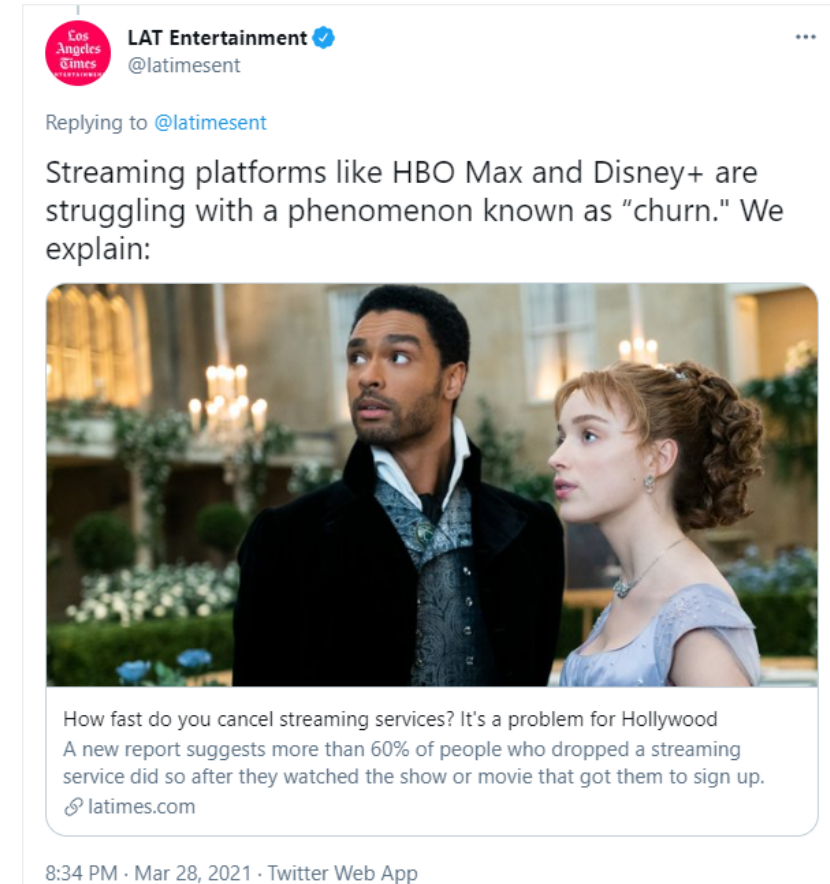 Los
Angeles
Times
ENTERTAINMENT
LAT Entertainment
@latimesent
Replying to @latimesent
Streaming platforms like HBO Max and Disney+ are
struggling with a phenomenon known as “churn." We
explain:
How fast do you cancel streaming services? It's a problem for Hollywood
A new report suggests more than 60% of people who dropped a streaming
service did so after they watched the show or movie that got them to sign up.
latimes.com
8:34 PM · Mar 28, 2021 · Twitter Web App